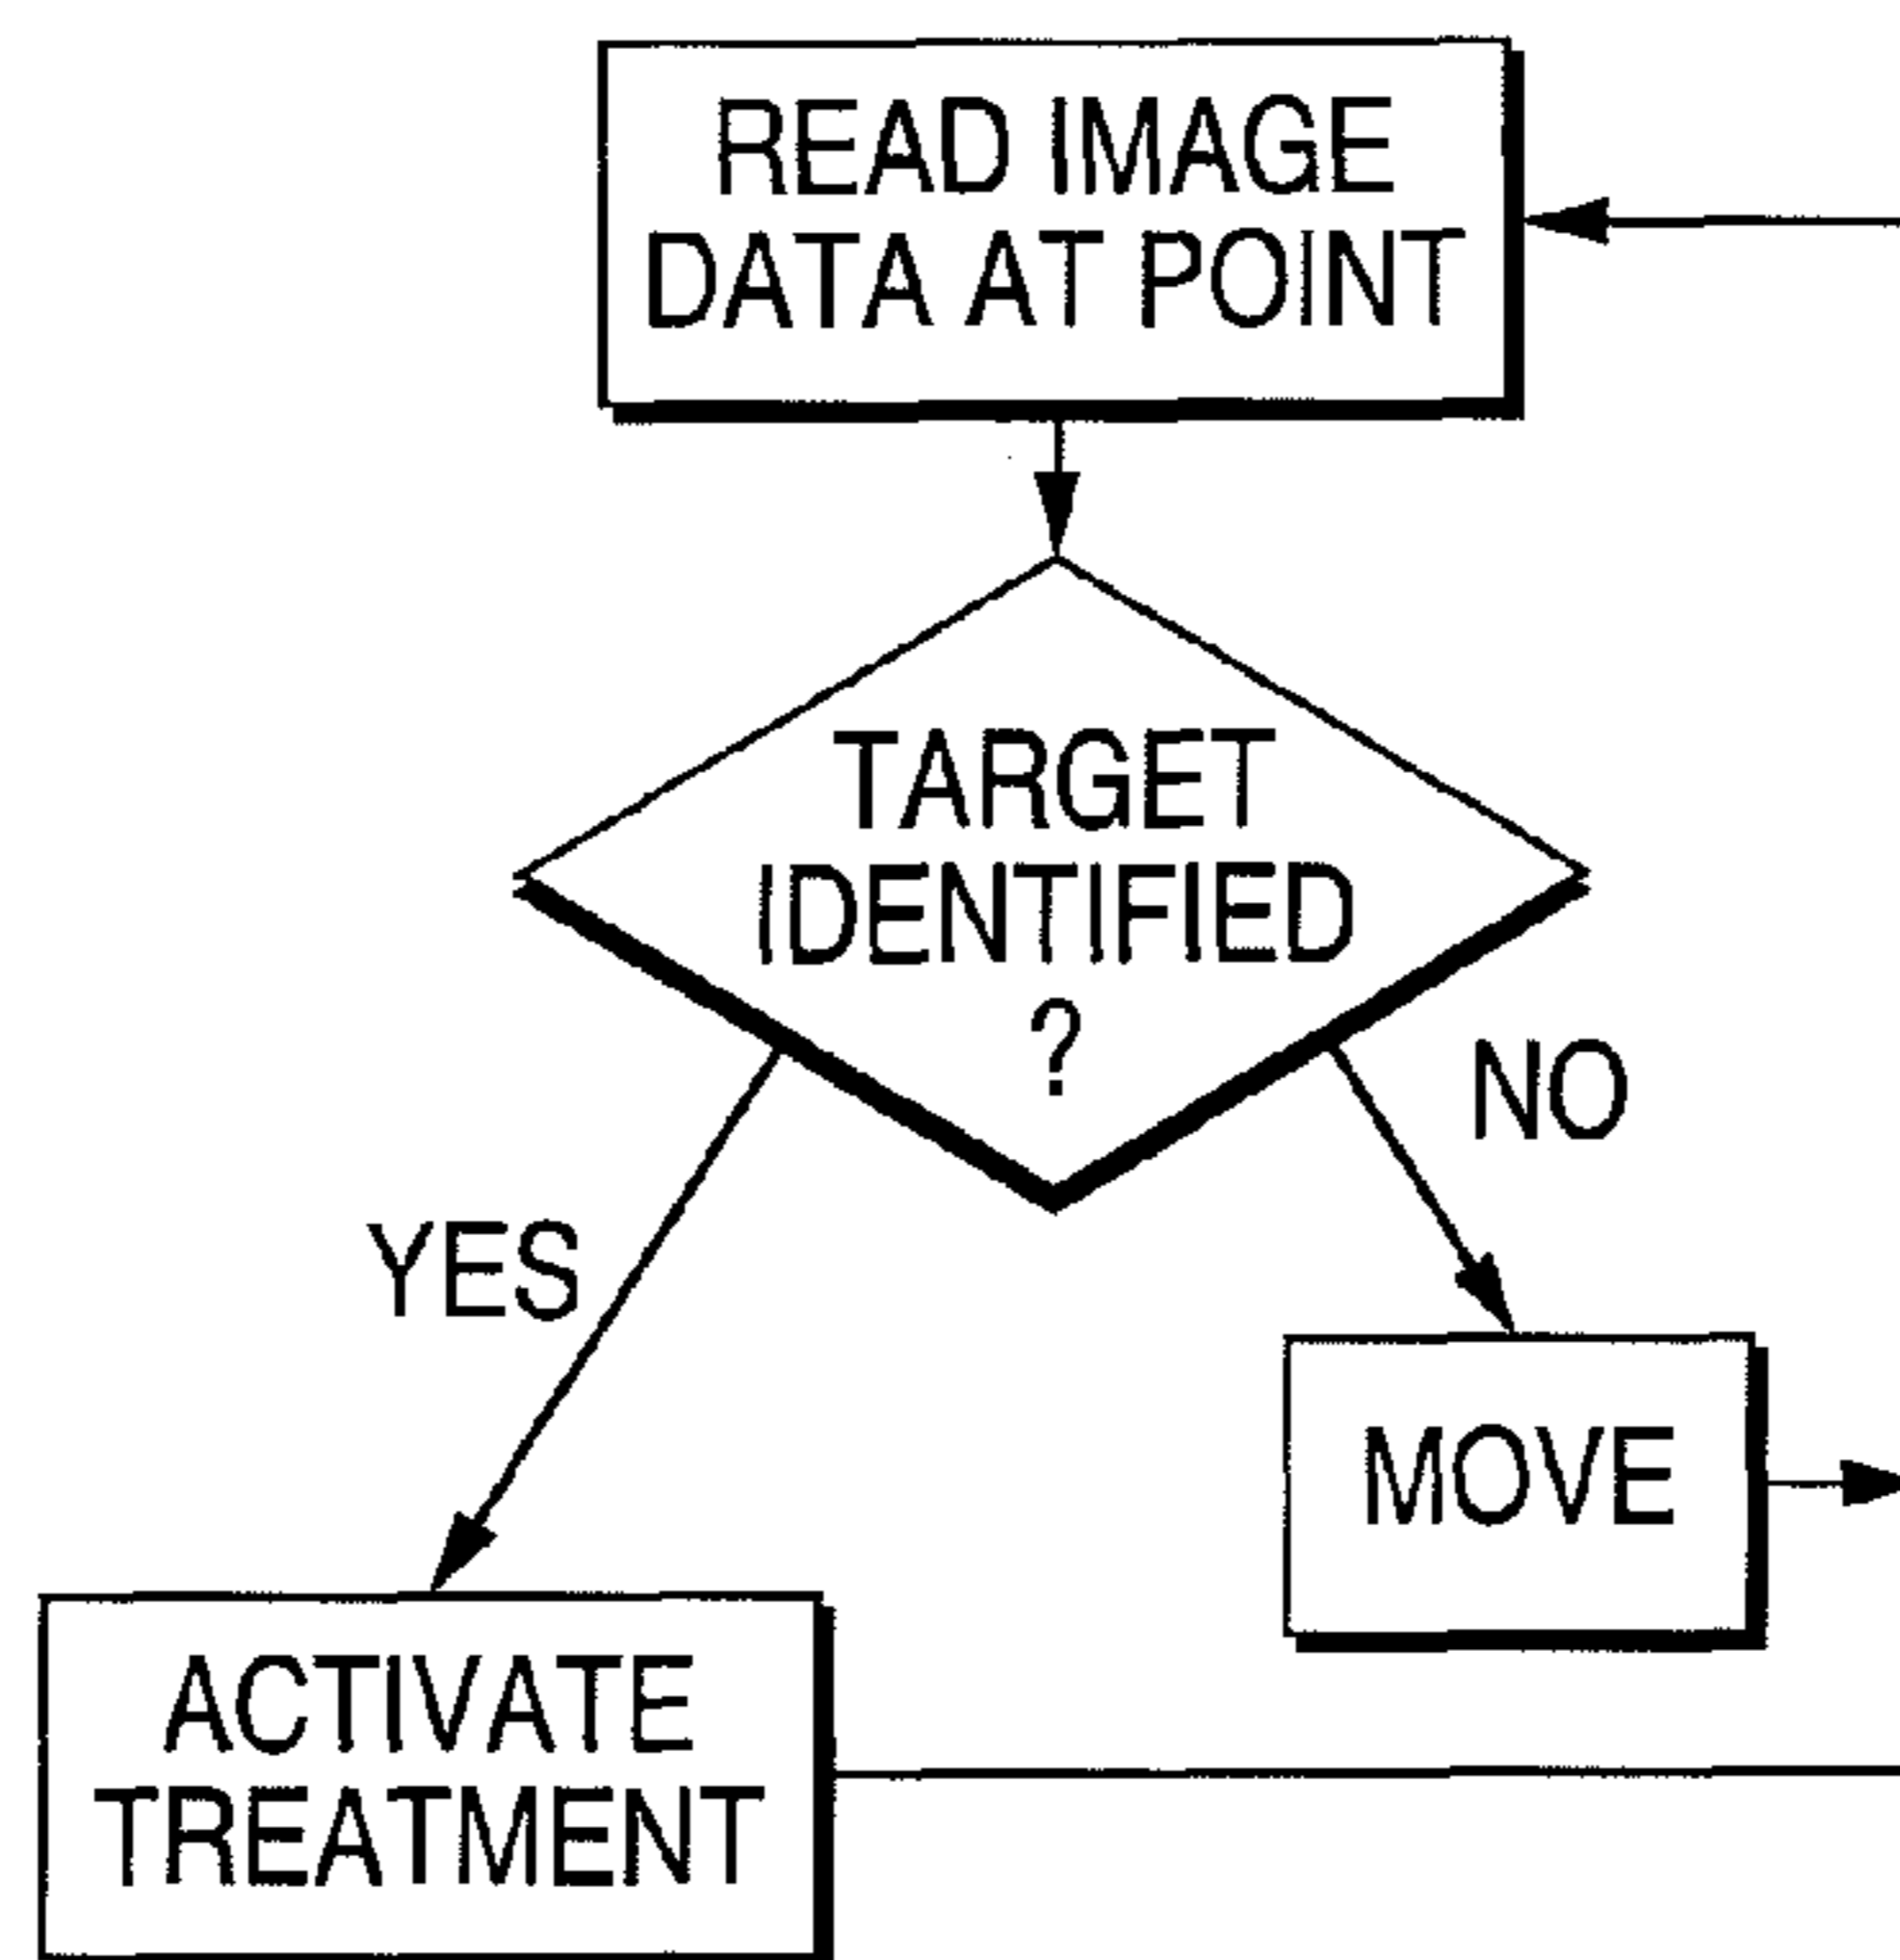 READ IMAGE
DATA AT POINT
TARGET
IDENTIFIED
?
NO
YES
MOVE
ACTIVATE
TREATMENT